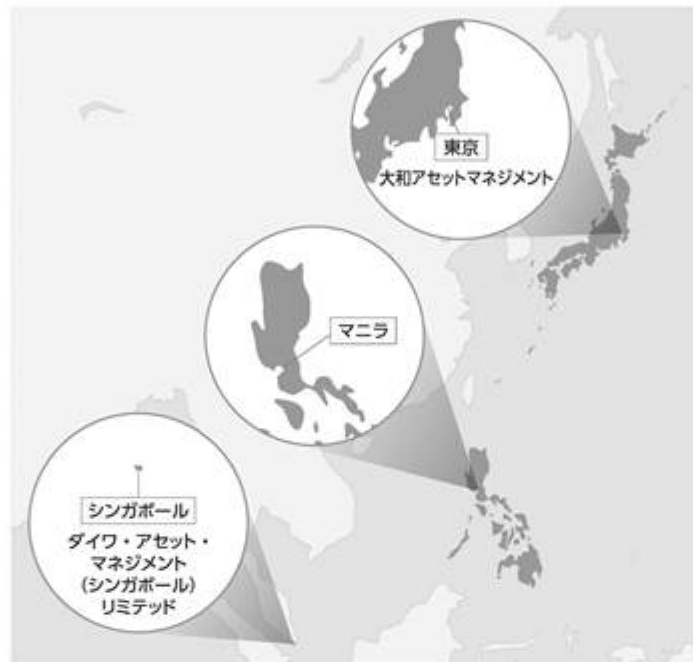 東京
大和アセットマネジメント
マニラ
シンガポール
ダイワ・アセット・
マネジメント
(シンガポール)
リミテッド